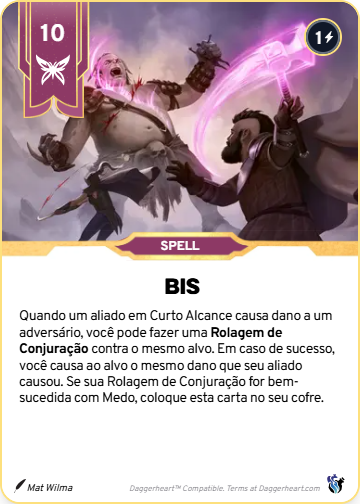 10
1
SPELL
BIS
Quando um aliado em Curto Alcance causa dano a um
adversário, você pode fazer uma Rolagem de
Conjuração contra o mesmo alvo. Em caso de sucesso,
você causa ao alvo o mesmo dano que seu aliado
causou. Se sua Rolagem de Conjuração for bem-
sucedida com Medo, coloque esta carta no seu cofre.
Mat Wilma
Daggerheart™ Compatible. Terms at Daggerheart.com